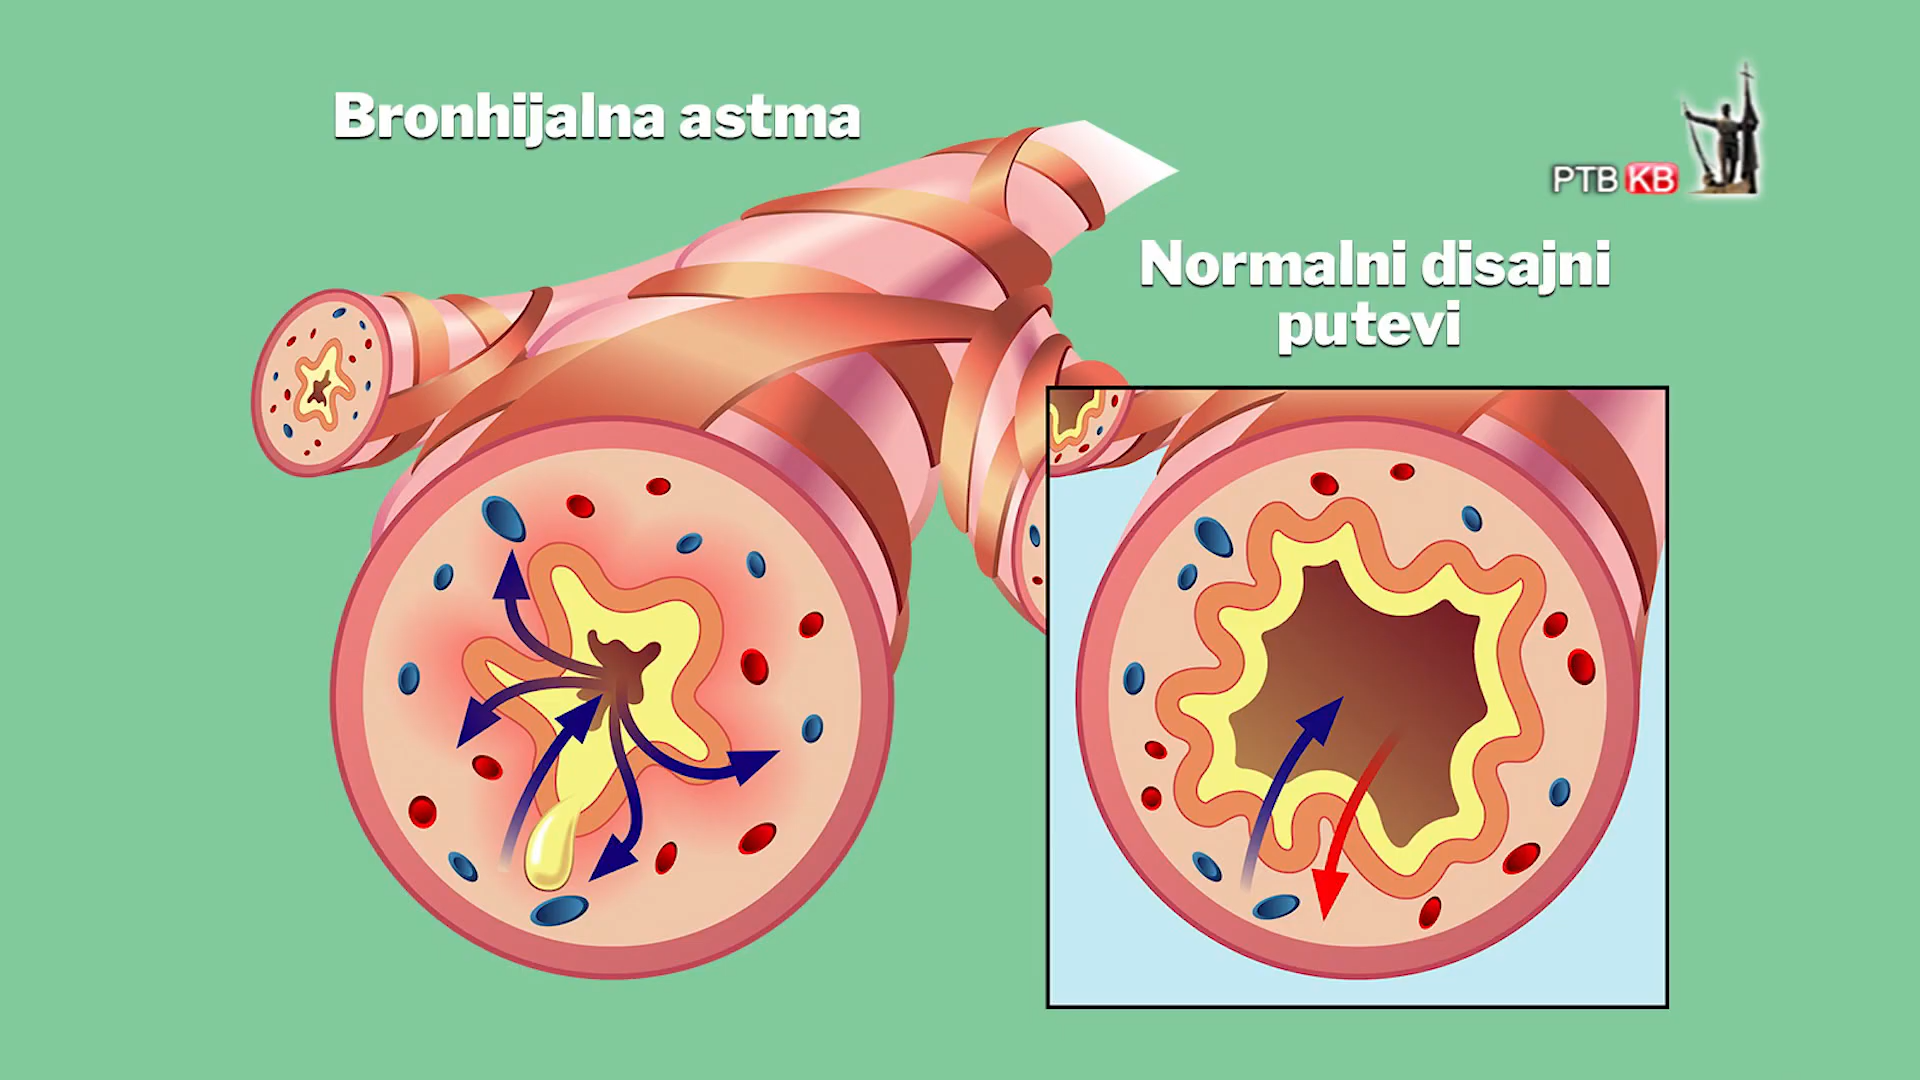 Bronhijalna astma
РТВ КВ
Normalni disajni
putevi